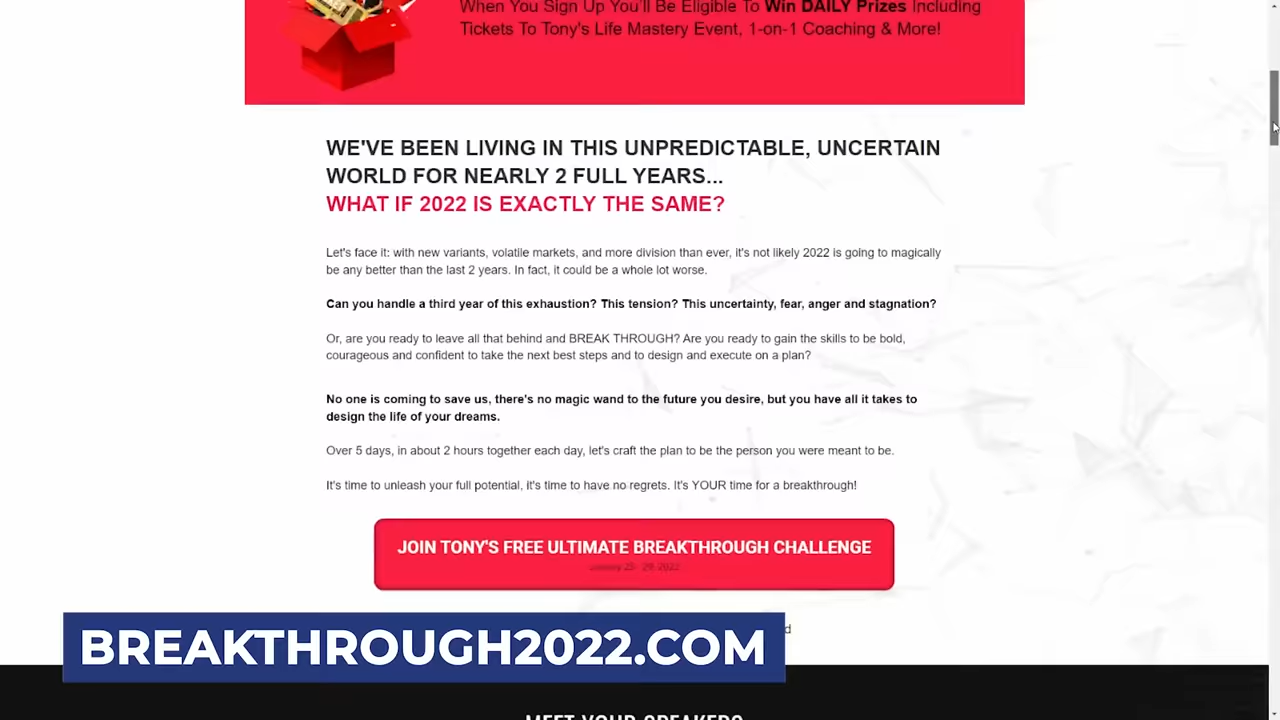 When You Sign Up You'll Be Eligible To Win DAILY Prizes Including
Tickets To Tony's Life Mastery Event, 1-on-1 Coaching & More!
WE'VE BEEN LIVING IN THIS UNPREDICTABLE, UNCERTAIN
WORLD FOR NEARLY 2 FULL YEARS...
WHAT IF 2022 IS EXACTLY THE SAME?
Let's face it: with new variants, volatile markets, and more division than ever, it's not likely 2022 is going to magically
be any better than the last 2 years. In fact, it could be a whole lot worse.
Can you handle a third year of this exhaustion? This tension? This uncertainty, fear, anger and stagnation?
Or, are you ready to leave all that behind and BREAK THROUGH? Are you ready to gain the skills to be bold,
courageous and confident to take the next best steps and to design and execute on a plan?
No one is coming to save us, there's no magic wand to the future you desire, but you have all it takes to
design the life of your dreams.
Over 5 days, in about 2 hours together each day, let's craft the plan to be the person you were meant to be.
It's time to unleash your full potential, it's time to have no regrets. It's YOUR time for a breakthrough!
JOIN TONY'S FREE ULTIMATE BREAKTHROUGH CHALLENGE
BREAKTHROUGH2022.COM
MEET YOUR SPEAKERS